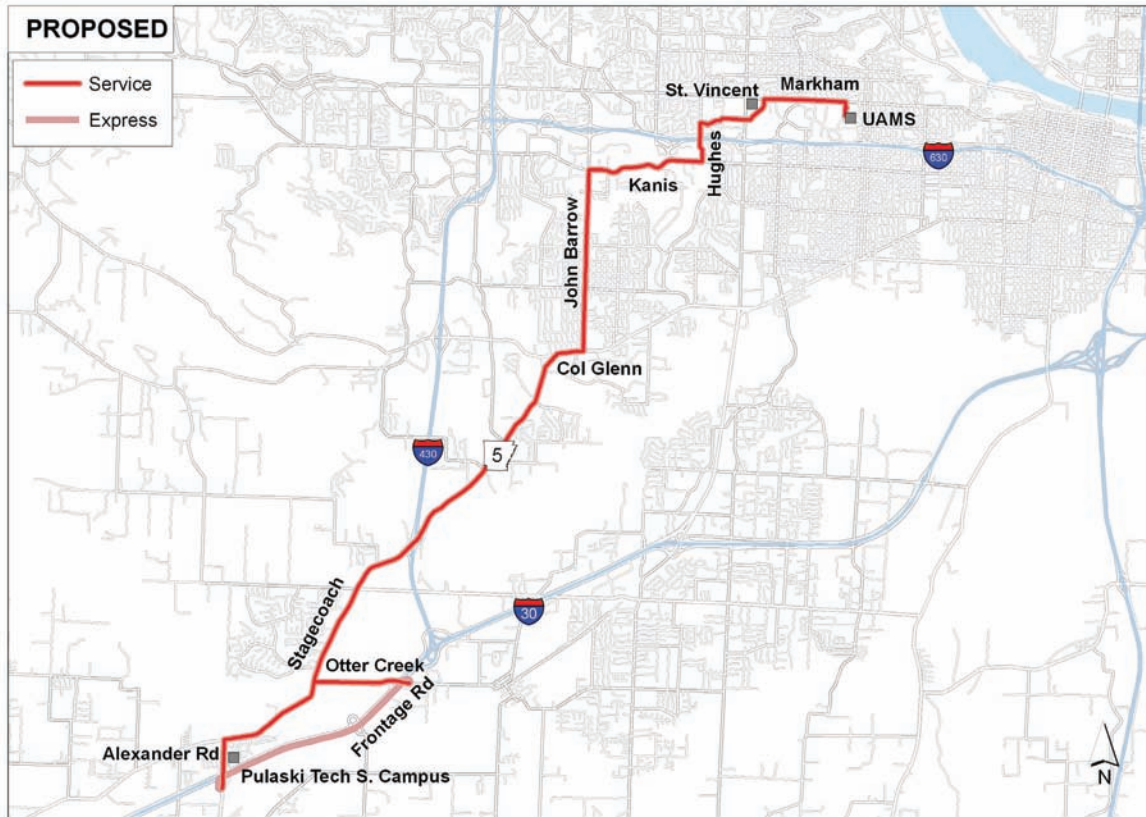 PROPOSED
Service
Express
St. Vincent
Markham
UAMS
Hughes
630
Kanis
John Barrow
Col Glenn
5
430
Stagecoach
30
Otter Creek
Frontage Rd
Alexander Rd
Pulaski Tech S. Campus
N